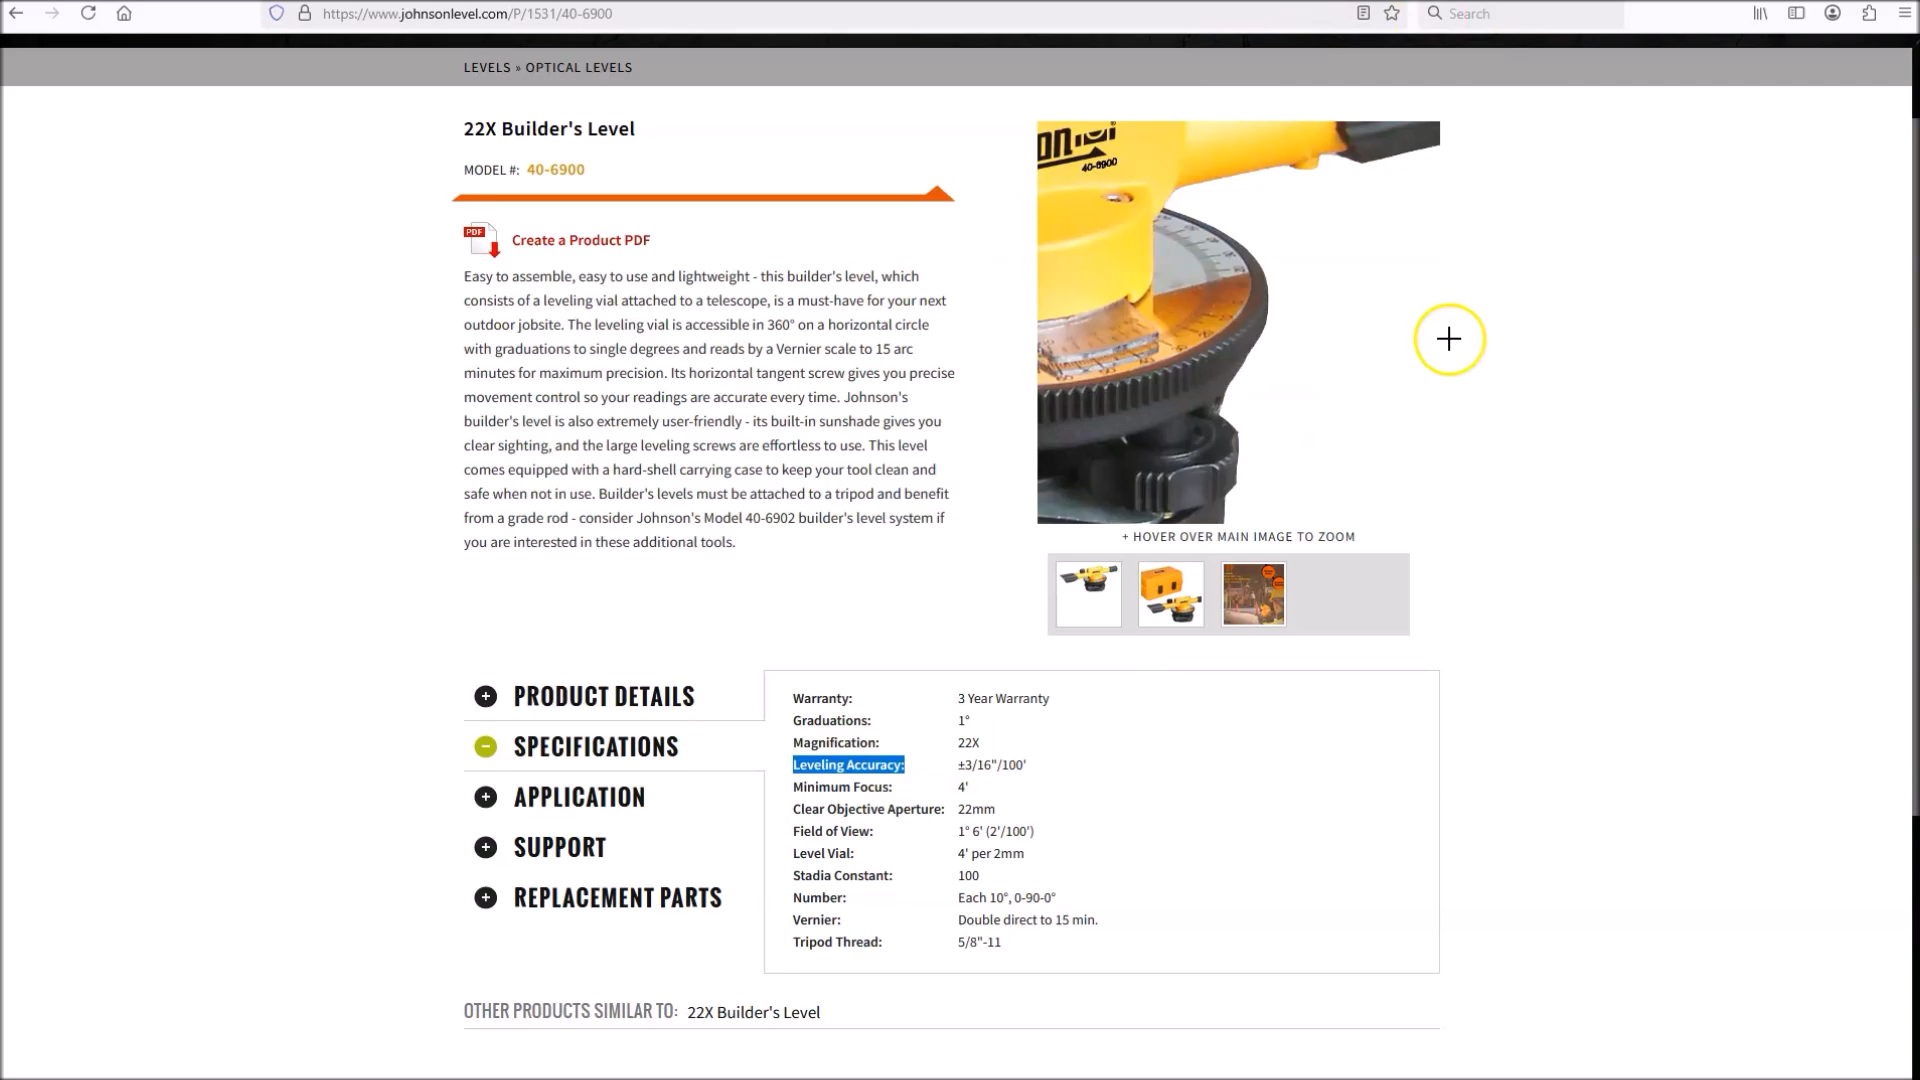 https://www.johnsonlevel.com/P/1531/40-6900
Search
LEVELS » OPTICAL LEVELS
22X Builder's Level
MODEL #: 40-6900
PDF
Create a Product PDF
Easy to assemble, easy to use and lightweight - this builder's level, which
consists of a leveling vial attached to a telescope, is a must-have for your next
outdoor jobsite. The leveling vial is accessible in 360° on a horizontal circle
with graduations to single degrees and reads by a Vernier scale to 15 arc
minutes for maximum precision. Its horizontal tangent screw gives you precise
movement control so your readings are accurate every time. Johnson's
builder's level is also extremely user-friendly - its built-in sunshade gives you
clear sighting, and the large leveling screws are effortless to use. This level
comes equipped with a hard-shell carrying case to keep your tool clean and
safe when not in use. Builder's levels must be attached to a tripod and benefit
from a grade rod - consider Johnson's Model 40-6902 builder's level system if
you are interested in these additional tools.
40-6900
+ HOVER OVER MAIN IMAGE TO ZOOM
PRODUCT DETAILS
SPECIFICATIONS
APPLICATION
SUPPORT
REPLACEMENT PARTS
Warranty: 3 Year Warranty
Graduations: 1°
Magnification: 22X
Leveling Accuracy: ±3/16"/100'
Minimum Focus: 4'
Clear Objective Aperture: 22mm
Field of View: 1° 6' (2'/100')
Level Vial: 4' per 2mm
Stadia Constant: 100
Number: Each 10°, 0-90-0°
Vernier: Double direct to 15 min.
Tripod Thread: 5/8"-11
OTHER PRODUCTS SIMILAR TO: 22X Builder's Level